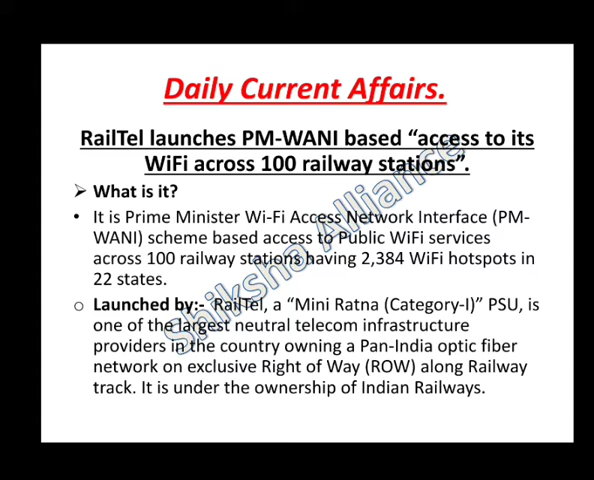 Daily Current Affairs.
RailTel launches PM-WANI based “access to its
WiFi across 100 railway stations”.
➢ What is it?
• It is Prime Minister Wi-Fi Access Network Interface (PM-
WANI) scheme based access to Public WiFi services
across 100 railway stations having 2,384 WiFi hotspots in
22 states.
o Launched by:- RailTel, a “Mini Ratna (Category-I)” PSU, is
one of the largest neutral telecom infrastructure
providers in the country owning a Pan-India optic fiber
network on exclusive Right of Way (ROW) along Railway
track. It is under the ownership of Indian Railways.
Shiksha Alliance